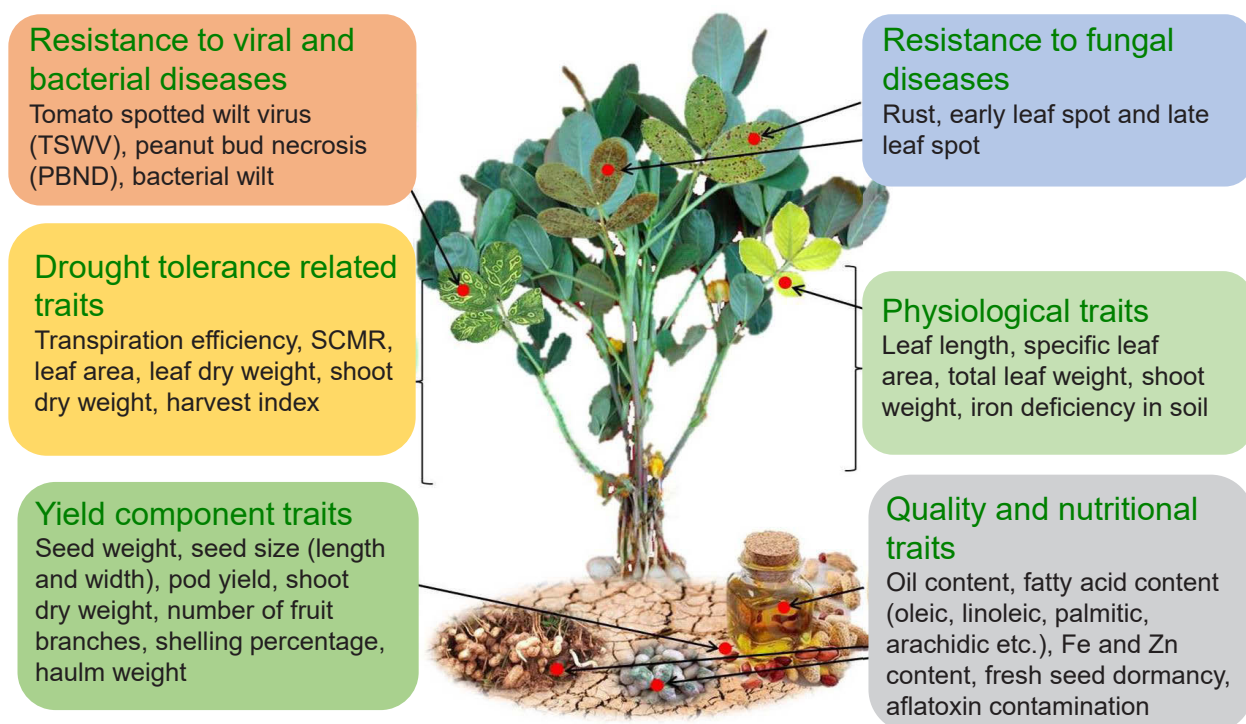 Resistance to viral and
bacterial diseases
Tomato spotted wilt virus
(TSWV), peanut bud necrosis
(PBND), bacterial wilt
Resistance to fungal
diseases
Rust, early leaf spot and late
leaf spot
Drought tolerance related
traits
Transpiration efficiency, SCMR,
leaf area, leaf dry weight, shoot
dry weight, harvest index
Physiological traits
Leaf length, specific leaf
area, total leaf weight, shoot
weight, iron deficiency in soil
Yield component traits
Seed weight, seed size (length
and width), pod yield, shoot
dry weight, number of fruit
branches, shelling percentage,
haulm weight
Quality and nutritional
traits
Oil content, fatty acid content
(oleic, linoleic, palmitic,
arachidic etc.), Fe and Zn
content, fresh seed dormancy,
aflatoxin contamination